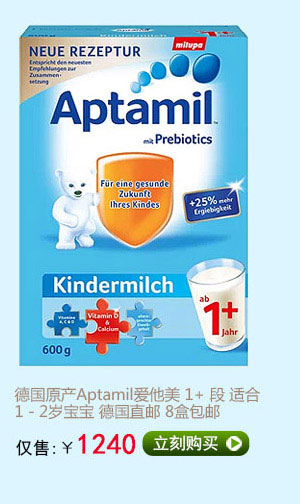 milupa
NEUE REZEPTUR
Entspricht den neuesten
Empfehlungen zur
Zusammen-
setzung
Aptamil
mit Prebiotics
Für eine gesunde
Zukunft
Ihres Kindes
+25% mehr
Ergiebigkeit
Kindermilch
ab
1+
Jahr
Vitamine
A, C & D
Vitamin D
& Calcium
600 g
德国原产Aptamil爱他美 1+ 段 适合
1 - 2岁宝宝 德国直邮 8盒包邮
仅售:¥1240 立刻购买